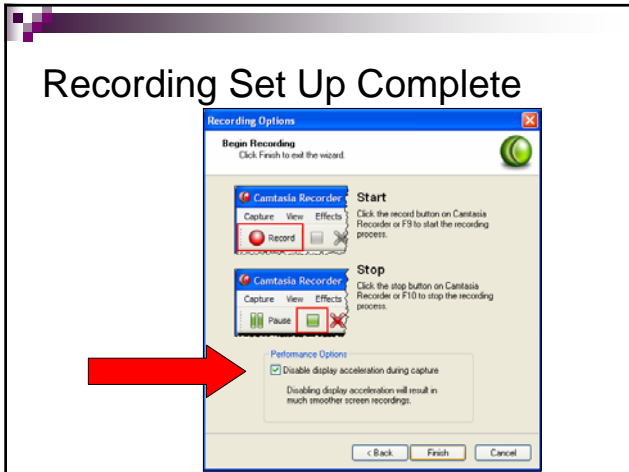 Recording Set Up Complete
Recording Options
Begin Recording
Click Finish to exit the wizard.
Camtasia Recorder
Capture View Effects
Record
Start
Click the record button on Camtasia
Recorder or F9 to start the recording
process.
Camtasia Recorder
Capture View Effects
Pause
Stop
Click the stop button on Camtasia
Recorder or F10 to stop the recording
process.
Performance Options
Disable display acceleration during capture
Disabling display acceleration will result in
much smoother screen recordings.
< Back Finish Cancel